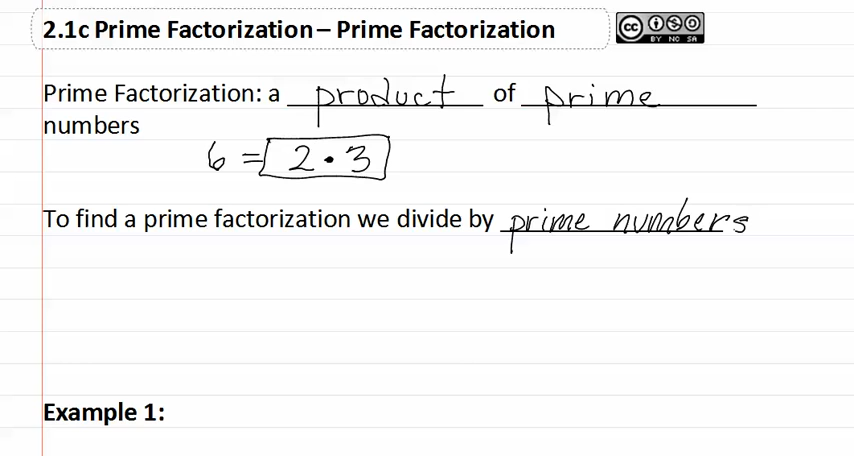 2.1c Prime Factorization – Prime Factorization
cc BY NC SA
Prime Factorization: a product of prime
numbers
6 = 2 · 3
To find a prime factorization we divide by prime numbers
Example 1: